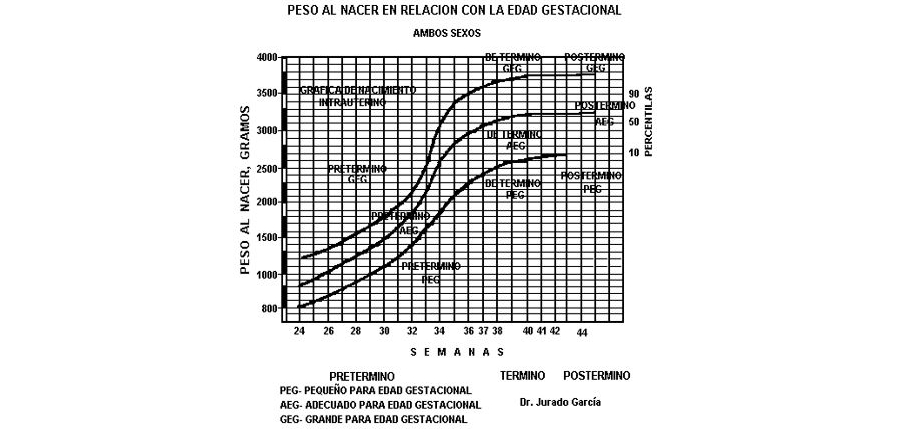 PESO AL NACER EN RELACION CON LA EDAD GESTACIONAL
AMBOS SEXOS
PESO AL NACER, GRAMOS
4000
3500
3000
2500
2000
1500
1000
800
GRAFICA DE NACIMIENTO
INTRAUTERINO
DE TERMINO
GEG
POSTERMINO
GEG
POSTERMINO
AEG
DE TERMINO
AEG
PRETERMINO
GEG
POSTERMINO
PEG
DE TERMINO
PEG
PRETERMINO
AEG
PRETERMINO
PEG
90
50
10
PERCENTILAS
24 26 28 30 32 34 36 37 38 40 41 42 44
SEMANAS
PRETERMINO TERMINO POSTERMINO
PEG- PEQUEÑO PARA EDAD GESTACIONAL
AEG- ADECUADO PARA EDAD GESTACIONAL
GEG- GRANDE PARA EDAD GESTACIONAL
Dr. Jurado García